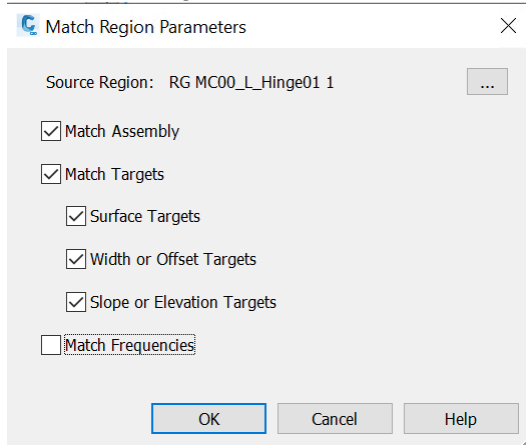 Match Region Parameters
Source Region: RG MC00_L_Hinge01 1 ...
Match Assembly
Match Targets
Surface Targets
Width or Offset Targets
Slope or Elevation Targets
Match Frequencies
OK Cancel Help